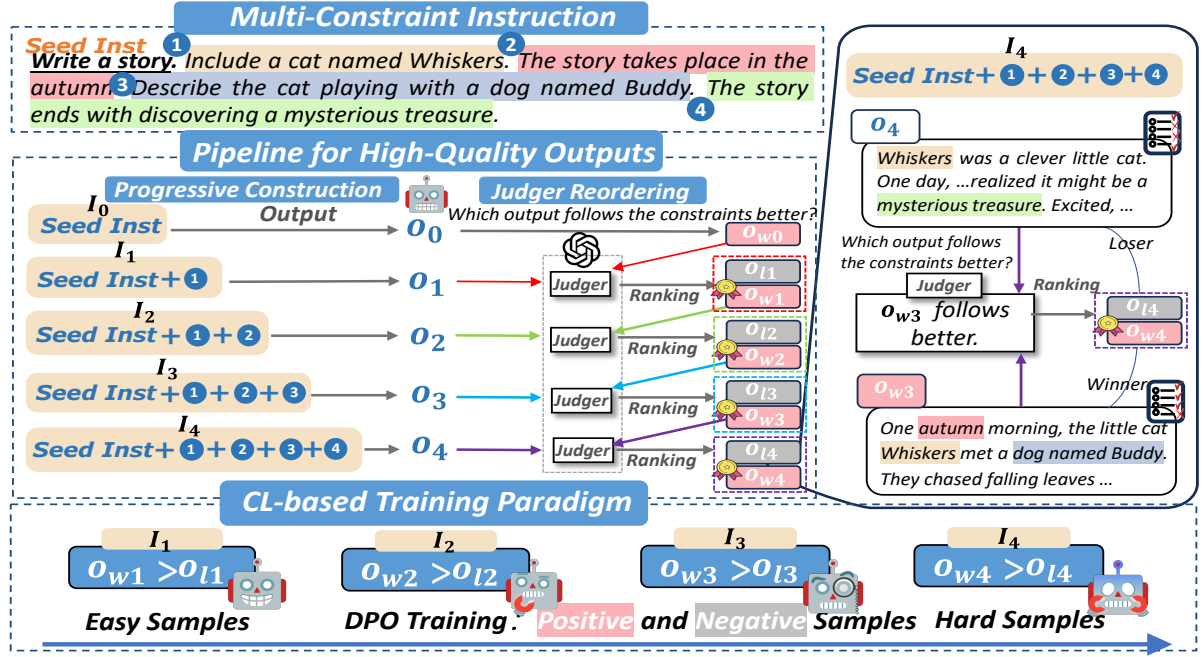 Multi-Constraint Instruction
Seed Inst 1 2
Write a story. Include a cat named Whiskers. The story takes place in the
autumn. 3 Describe the cat playing with a dog named Buddy. The story
ends with discovering a mysterious treasure. 4
Pipeline for High-Quality Outputs
Progressive Construction
Judger Reordering
Output
Which output follows the constraints better?
I0
Seed Inst
o0
ow0
I1
Seed Inst + 1
o1
Judger
Ranking
ol1
ow1
I2
Seed Inst + 1 + 2
o2
Judger
Ranking
ol2
ow2
I3
Seed Inst + 1 + 2 + 3
o3
Judger
Ranking
ol3
ow3
I4
Seed Inst + 1 + 2 + 3 + 4
o4
Judger
Ranking
ol4
ow4
I4
Seed Inst + 1 + 2 + 3 + 4
o4
Whiskers was a clever little cat.
One day, ...realized it might be a
mysterious treasure. Excited, ...
Which output follows
the constraints better?
Loser
Judger
Ranking
ow3 follows
better.
ol4
ow4
Winner
ow3
One autumn morning, the little cat
Whiskers met a dog named Buddy.
They chased falling leaves ...
CL-based Training Paradigm
I1
ow1 >ol1
I2
ow2 >ol2
I3
ow3 >ol3
I4
ow4 >ol4
Easy Samples
DPO Training : Positive and Negative Samples
Hard Samples